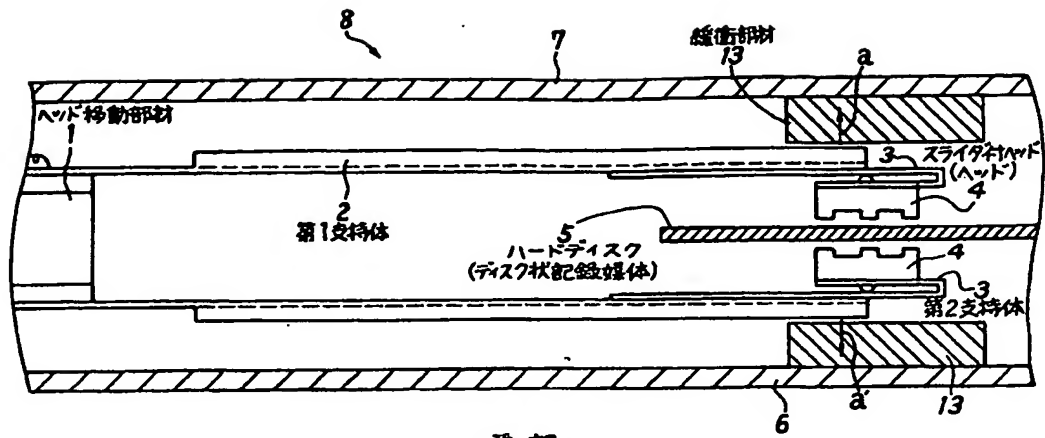 8
7
緩衝部材
13
a
ヘッド移動部材
1
2
第1支持体
3
スライダ付ヘッド
(ヘッド)
4
5
ハードディスク
(ディスク状記録媒体)
4
3
第2支持体
a'
13
6